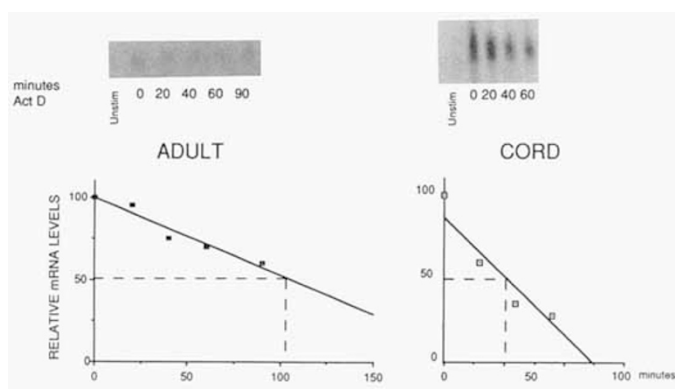 minutes
Act D
Unstim
0 20 40 60 90
Unstim
0 20 40 60
ADULT
CORD
RELATIVE mRNA LEVELS
100
50
0
0 50 100 150
100
50
0
0 50 100 minutes